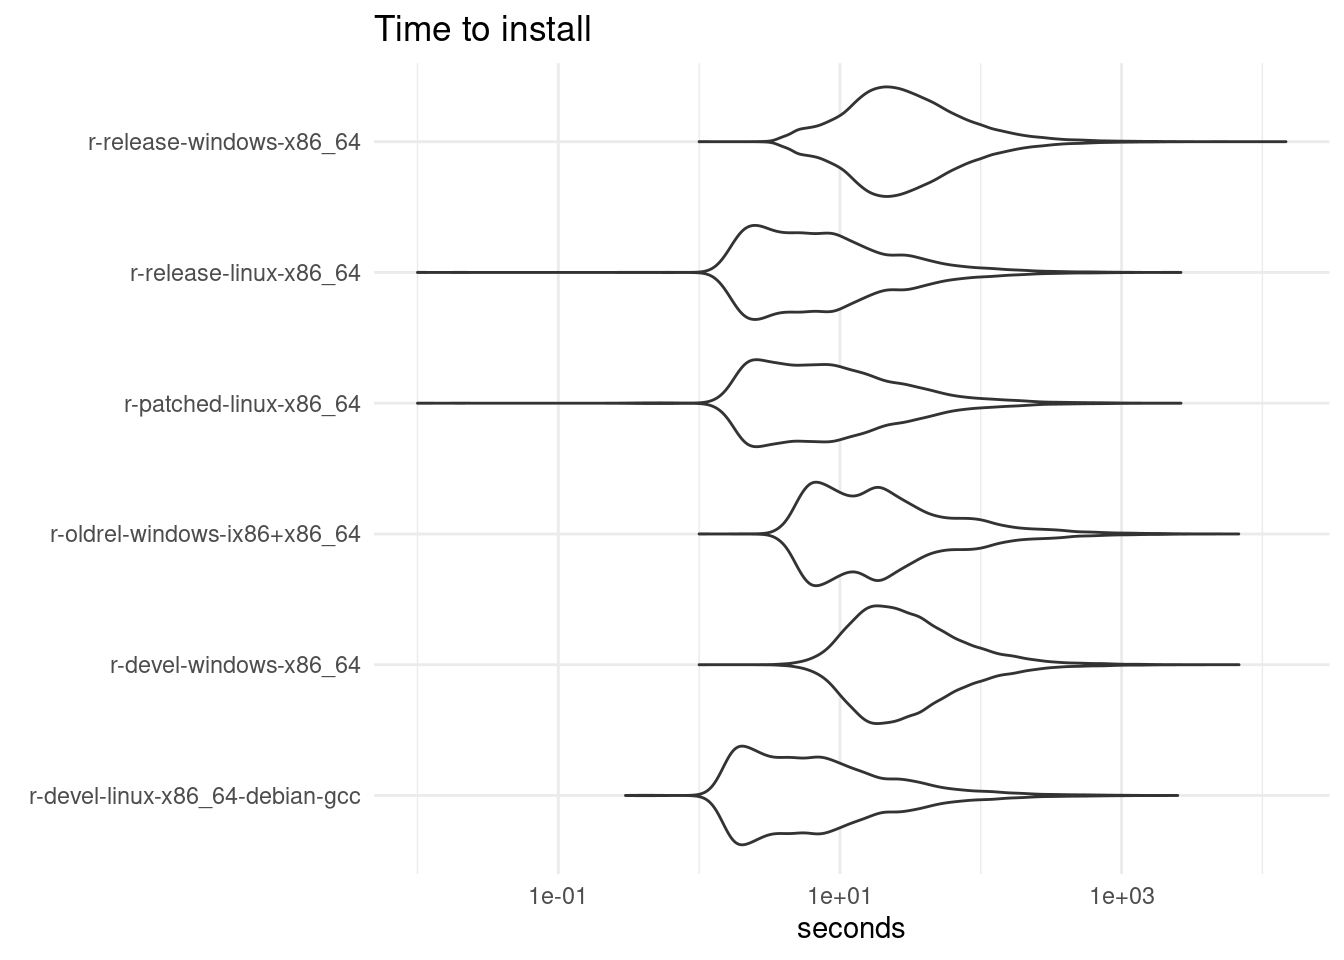 Time to install
r-release-windows-x86_64
r-release-linux-x86_64
r-patched-linux-x86_64
r-oldrel-windows-ix86+x86_64
r-devel-windows-x86_64
r-devel-linux-x86_64-debian-gcc
1e-01 1e+01 1e+03
seconds